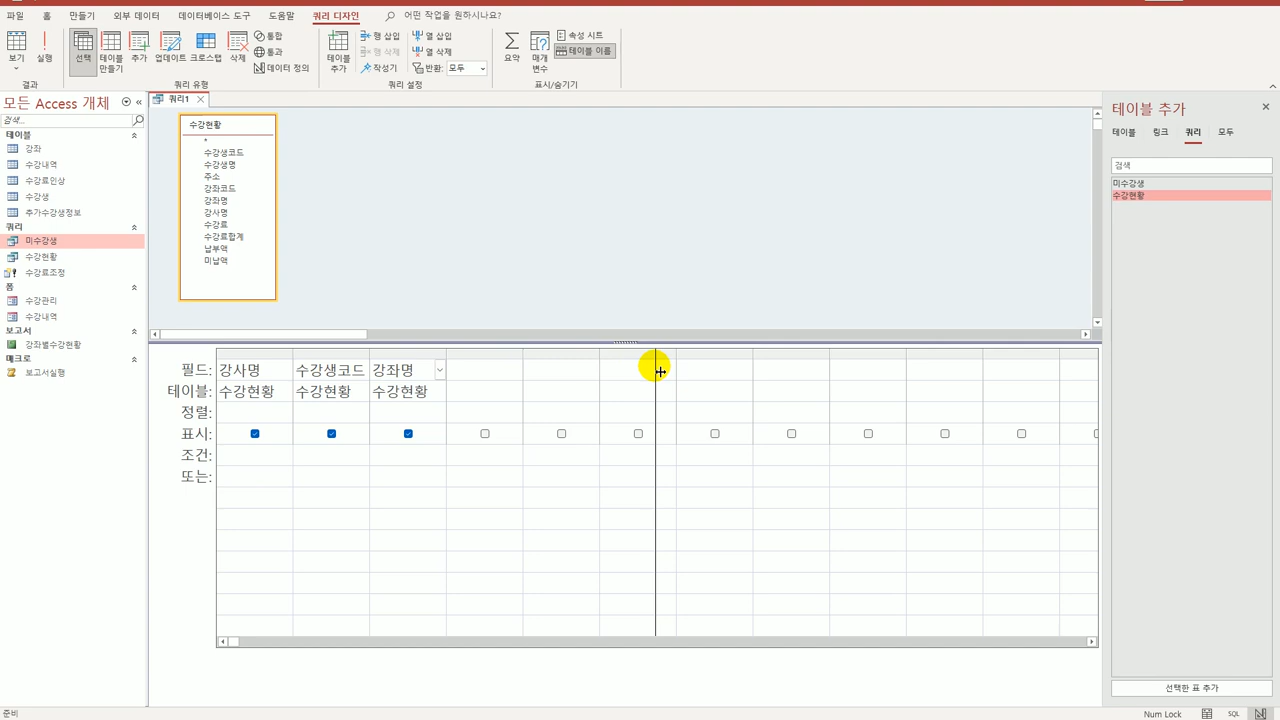 파일 홈 만들기 외부 데이터 데이터베이스 도구 도움말 쿼리 디자인 어떤 작업을 원하시나요?
보기
실행
선택
테이블
만들기
추가
업데이트
크로스탭
삭제
통합
통과
데이터 정의
테이블
추가
행 삽입
행 삭제
작성기
열 삽입
열 삭제
반환: 모두
요약
매개
변수
속성 시트
테이블 이름
결과
쿼리 유형
쿼리 설정
표시/숨기기
모든 Access 개체
검색...
테이블
강좌
수강내역
수강료인상
수강생
추가수강생정보
쿼리
미수강생
수강현황
수강료조정
폼
수강관리
수강내역
보고서
강좌별수강현황
매크로
보고서실행
쿼리1
수강현황
*
수강생코드
수강생명
주소
강좌코드
강좌명
강사명
수강료
수강료합계
납부액
미납액
필드: 강사명 수강생코드 강좌명
테이블: 수강현황 수강현황 수강현황
정렬:
표시:
조건:
또는:
테이블 추가
테이블 링크 쿼리 모두
검색
미수강생
수강현황
선택한 표 추가
준비
Num Lock
SQL